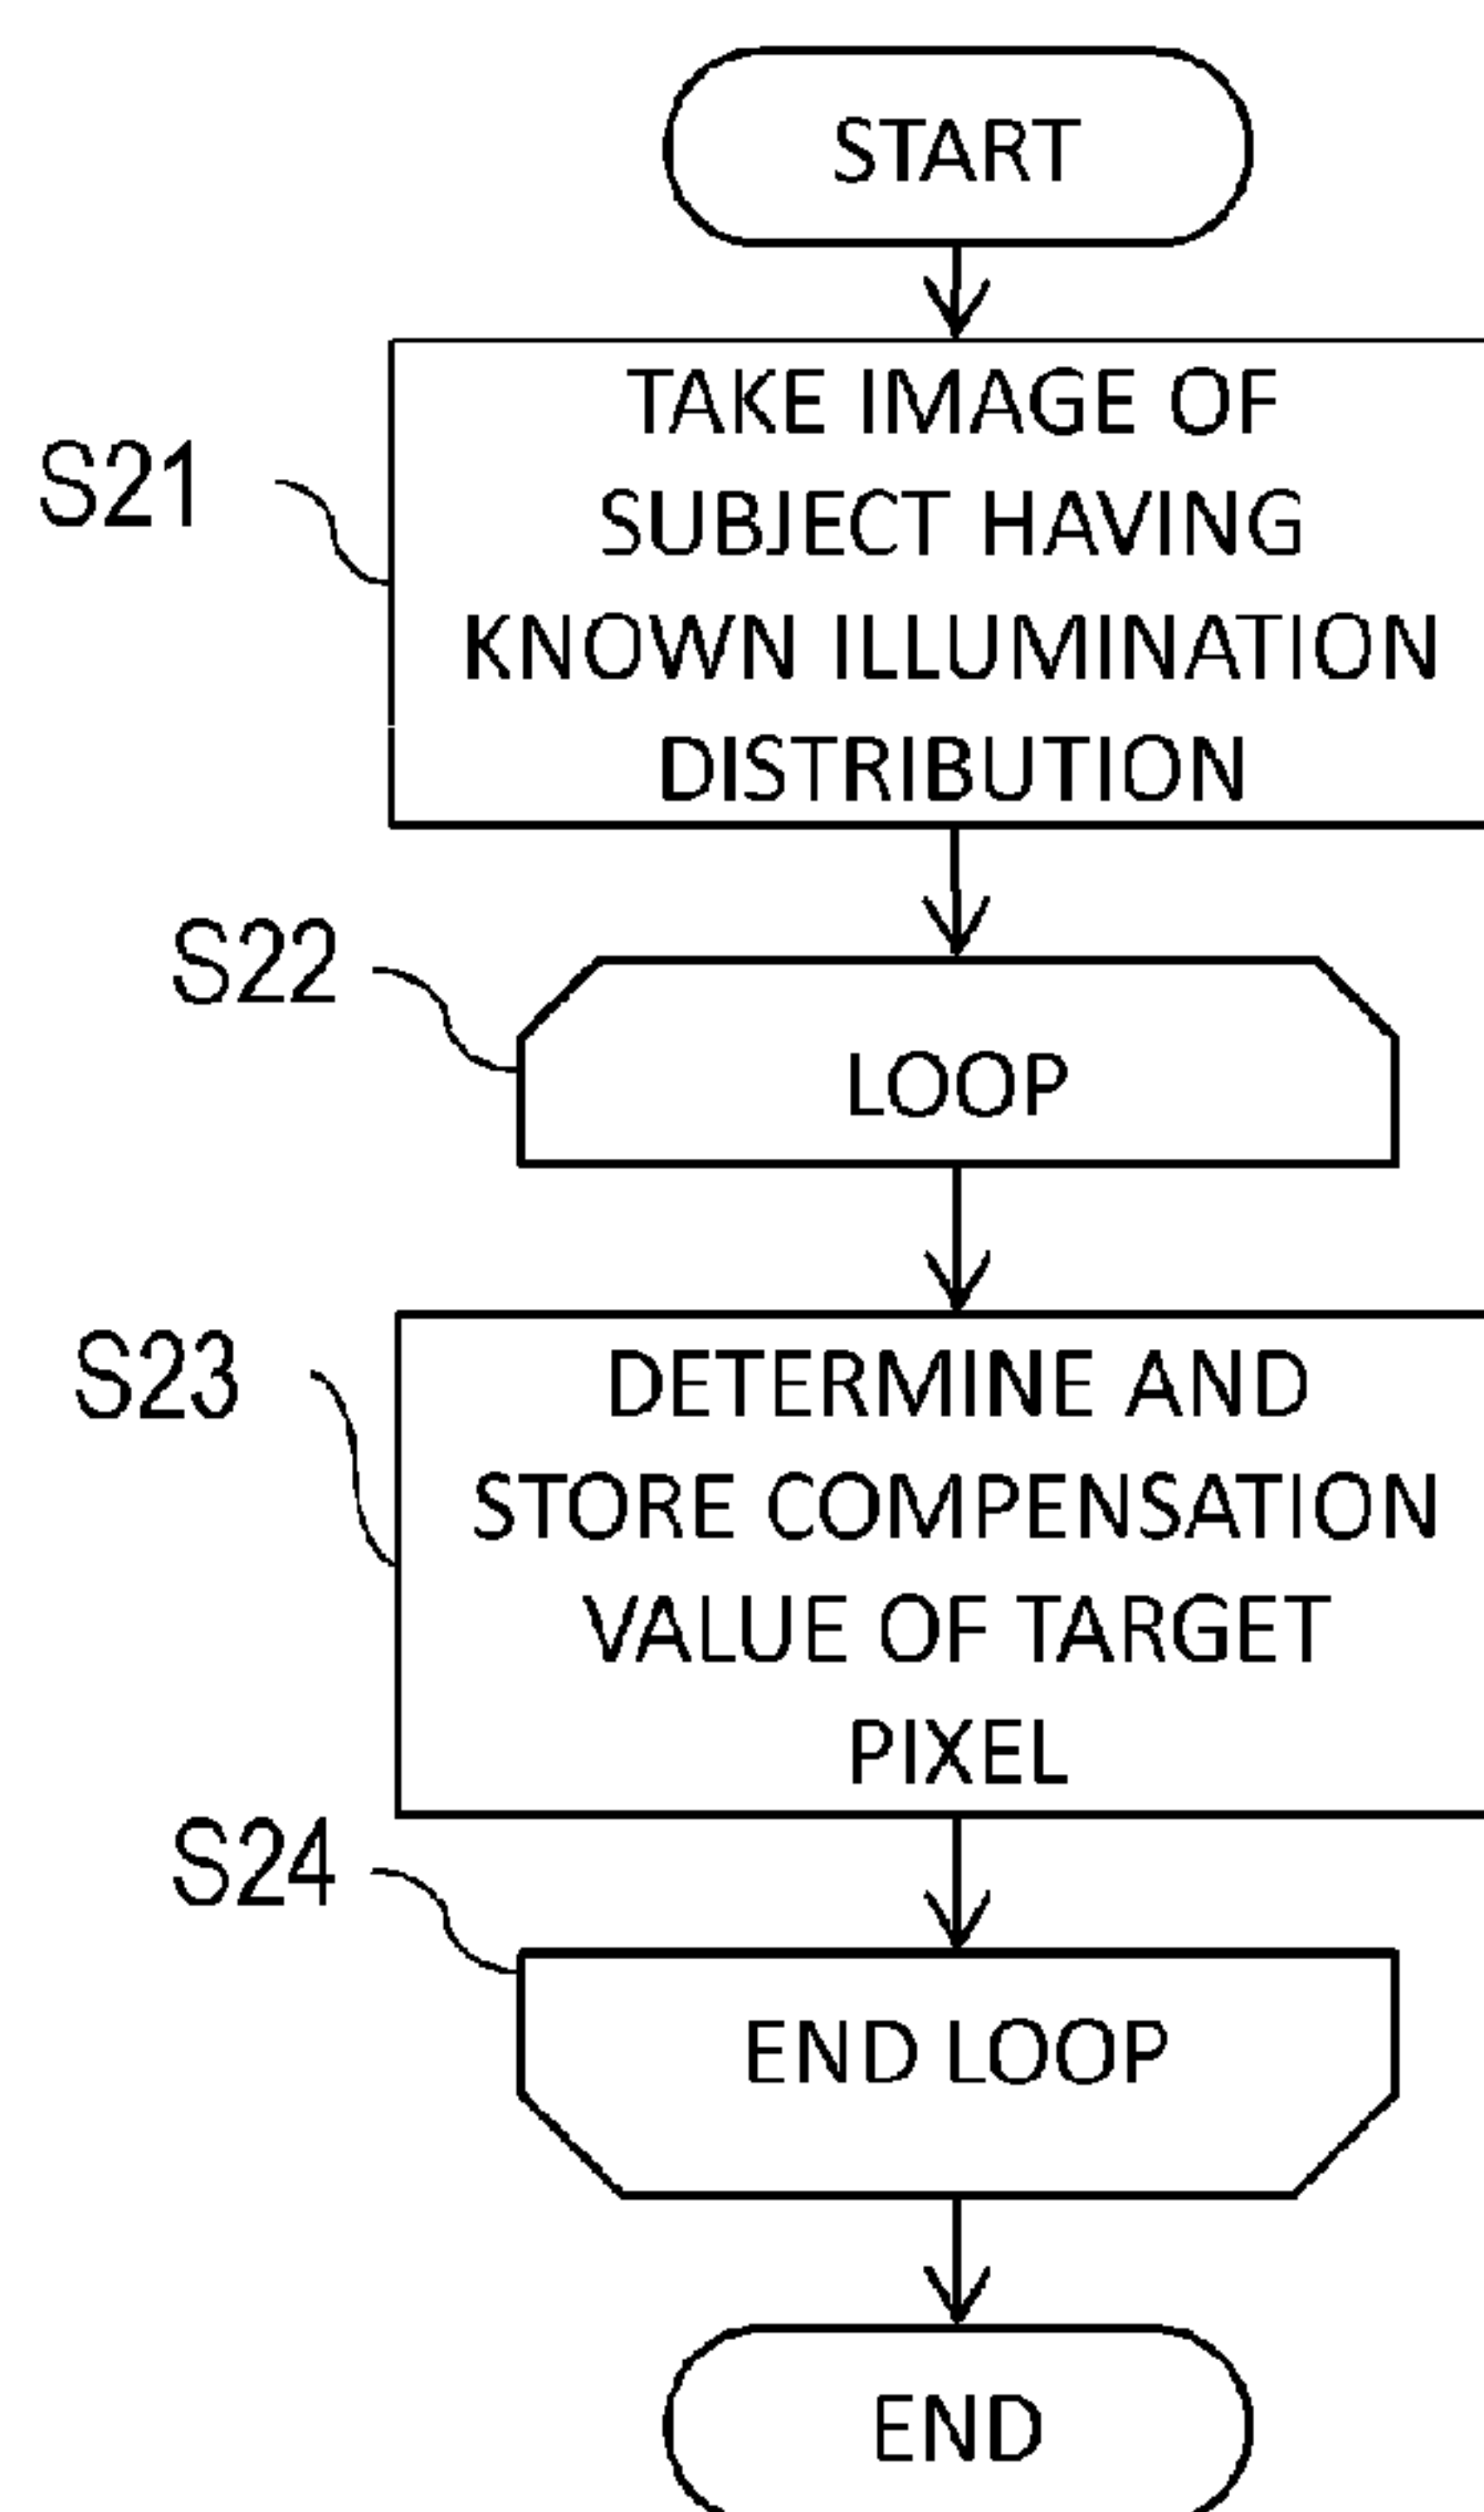 START
S21
TAKE IMAGE OF
SUBJECT HAVING
KNOWN ILLUMINATION
DISTRIBUTION
S22
LOOP
S23
DETERMINE AND
STORE COMPENSATION
VALUE OF TARGET
PIXEL
S24
END LOOP
END